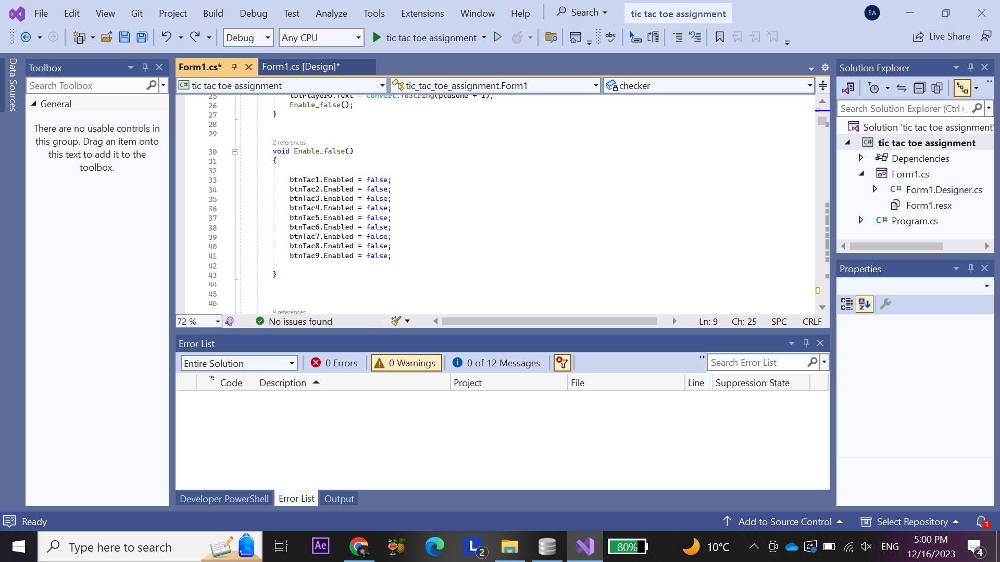 File Edit View Git Project Build Debug Test Analyze Tools Extensions Window Help Search tic tac toe assignment EA
Debug Any CPU tic tac toe assignment Live Share
Data Sources
Toolbox
Search Toolbox
General
There are no usable controls in
this group. Drag an item onto
this text to add it to the
toolbox.
Form1.cs* Form1.cs [Design]*
tic tac toe assignment tic_tac_toe_assignment.Form1 checker
25 lblPlayerO.Text = Convert.ToString(plusone + 1);
26 Enable_false();
27 }
28
29
2 references
30 void Enable_false()
31 {
32
33 btnTac1.Enabled = false;
34 btnTac2.Enabled = false;
35 btnTac3.Enabled = false;
36 btnTac4.Enabled = false;
37 btnTac5.Enabled = false;
38 btnTac6.Enabled = false;
39 btnTac7.Enabled = false;
40 btnTac8.Enabled = false;
41 btnTac9.Enabled = false;
42
43 }
44
45
46
9 references
72 % No issues found Ln: 9 Ch: 25 SPC CRLF
Error List
Entire Solution 0 Errors 0 Warnings 0 of 12 Messages Search Error List
Code Description Project File Line Suppression State
Developer PowerShell Error List Output
Solution Explorer
Search Solution Explorer (Ctrl+
Solution 'tic tac toe assignment'
tic tac toe assignment
Dependencies
Form1.cs
C# Form1.Designer.cs
Form1.resx
C# Program.cs
Properties
Ready Add to Source Control Select Repository 1
Type here to search Ae L 2 80% 10°C ENG 5:00 PM
12/16/2023 4